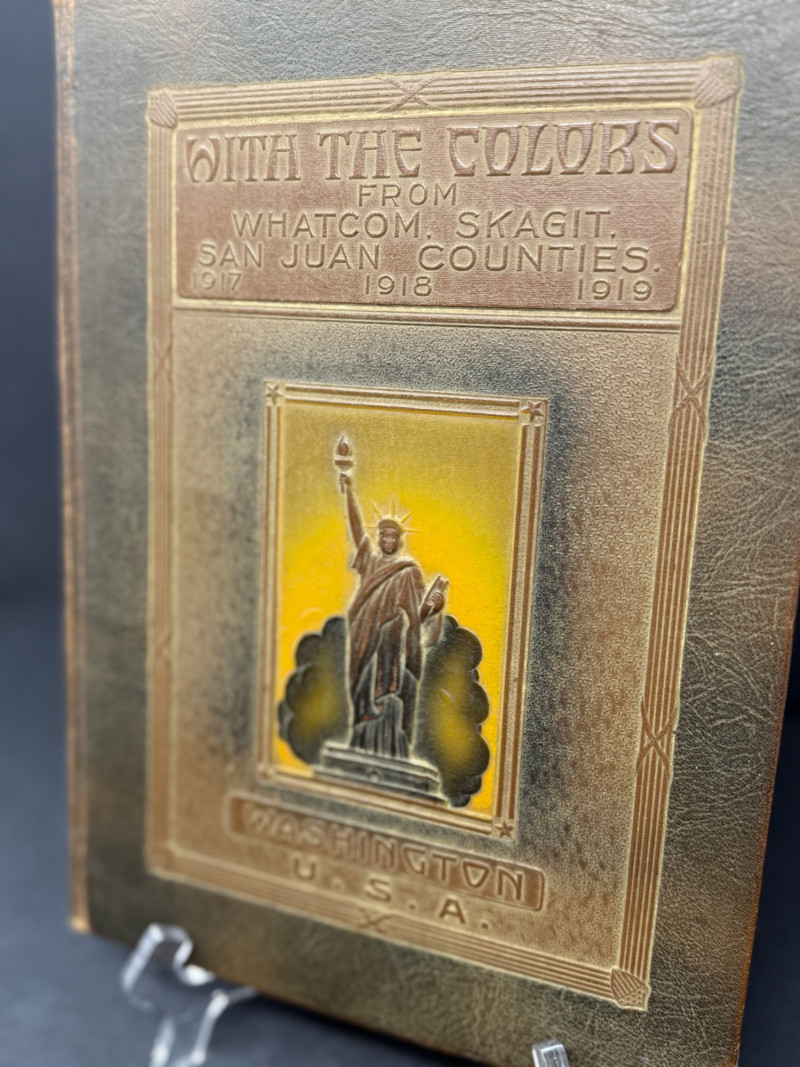 WITH THE COLORS
FROM
WHATCOM, SKAGIT,
SAN JUAN COUNTIES.
1917 1918 1919
WASHINGTON
U. S. A.